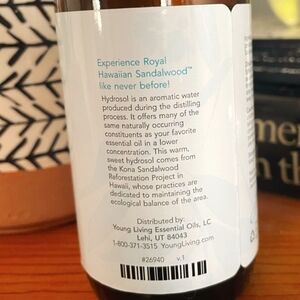 Experience Royal
Hawaiian Sandalwood™
like never before!
Hydrosol is an aromatic water
produced during the distilling
process. It offers many of the
same naturally occurring
constituents as your favorite
essential oil in a lower
concentration. This warm,
sweet hydrosol comes from
the Kona Sandalwood
Reforestation Project in
Hawaii, whose practices are
dedicated to maintaining the
ecological balance of the area.
Distributed by:
Young Living Essential Oils, LC
Lehi, UT 84043
1-800-371-3515 YoungLiving.com
#26940 v.1